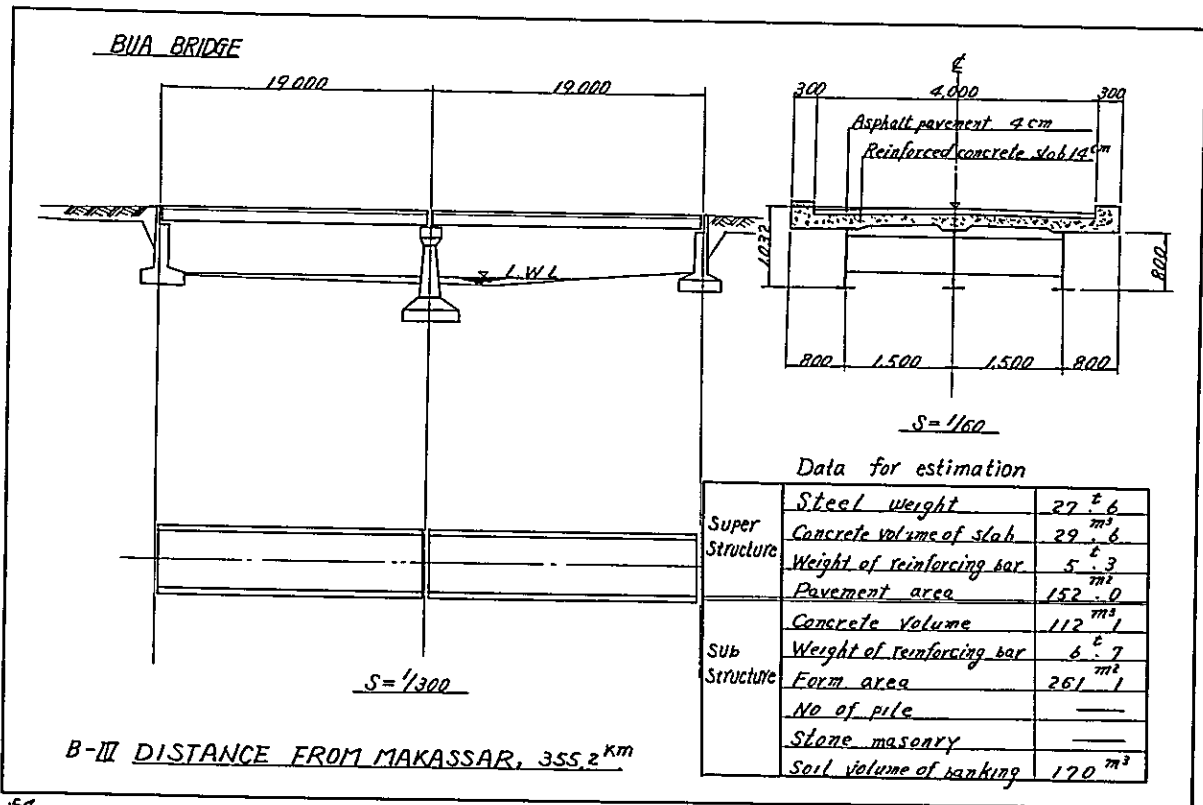 BUA BRIDGE
19.000 19.000
℄
300 4,000 300
Asphalt pavement 4 cm
Reinforced concrete slab 14 cm
1032
800
L.W.L
800 1.500 1.500 800
S=1/60
S=1/300
Data for estimation
Super Structure
Steel weight 27.6 t
Concrete volume of slab 29.6 m³
Weight of reinforcing bar 5.3 t
Pavement area 152.0 m²
Sub Structure
Concrete volume 112.1 m³
Weight of reinforcing bar 6.7 t
Form area 261.1 m²
No of pile —
Stone masonry —
Soil volume of banking 170 m³
B-III DISTANCE FROM MAKASSAR, 355.2 Km